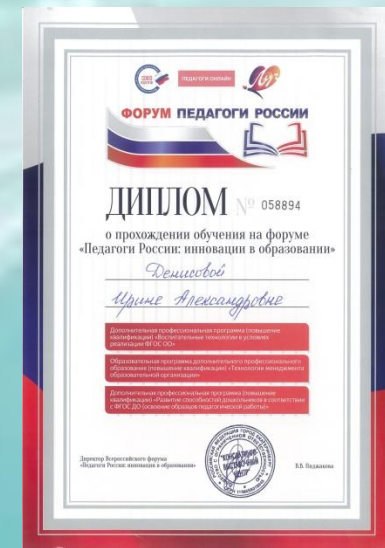 ПЕДАГОГИ ОНЛАЙН
Луч
ФОРУМ ПЕДАГОГИ РОССИИ
ДИПЛОМ № 058894
о прохождении обучения на форуме
«Педагоги России: инновации в образовании»
Денисовой
Ирине Александровне
Дополнительная профессиональная программа (повышение
квалификации) «Воспитательные технологии в условиях
реализации ФГОС ОО»
Образовательная программа дополнительного профессионального
образования (повышение квалификации) «Технологии менеджмента
образовательной организации»
Дополнительная профессиональная программа (повышение
квалификации) «Развитие способностей дошкольников в соответствии
с ФГОС ДО (освоение образцов педагогической работы)»
Директор Всероссийского форума
«Педагоги России: инновации в образовании»